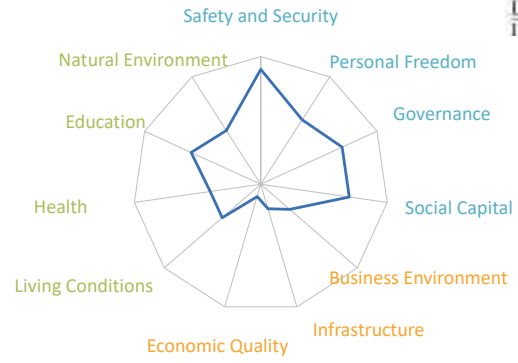 Safety and Security
Natural Environment
Personal Freedom
Education
Governance
Health
Social Capital
Living Conditions
Business Environment
Infrastructure
Economic Quality